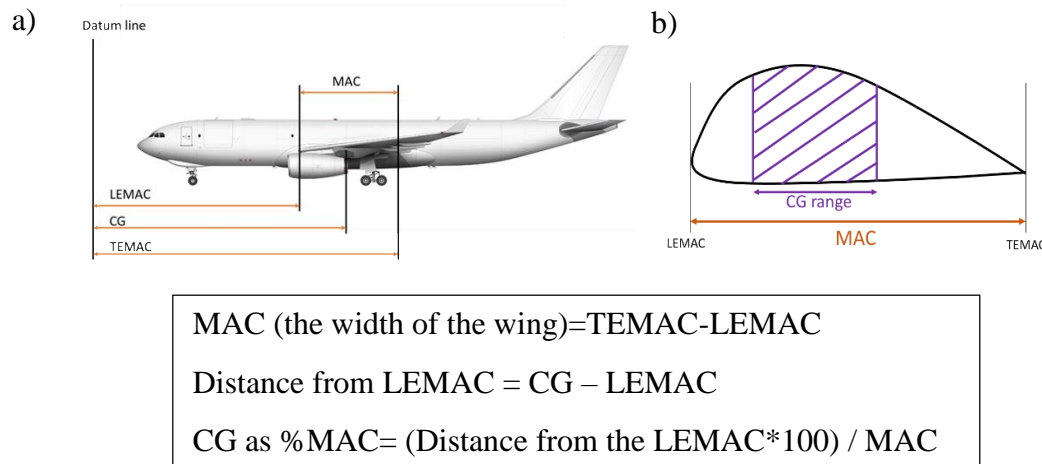 a)
Datum line
MAC
LEMAC
CG
TEMAC
b)
CG range
LEMAC
MAC
TEMAC
MAC (the width of the wing)=TEMAC-LEMAC
Distance from LEMAC = CG – LEMAC
CG as %MAC= (Distance from the LEMAC*100) / MAC